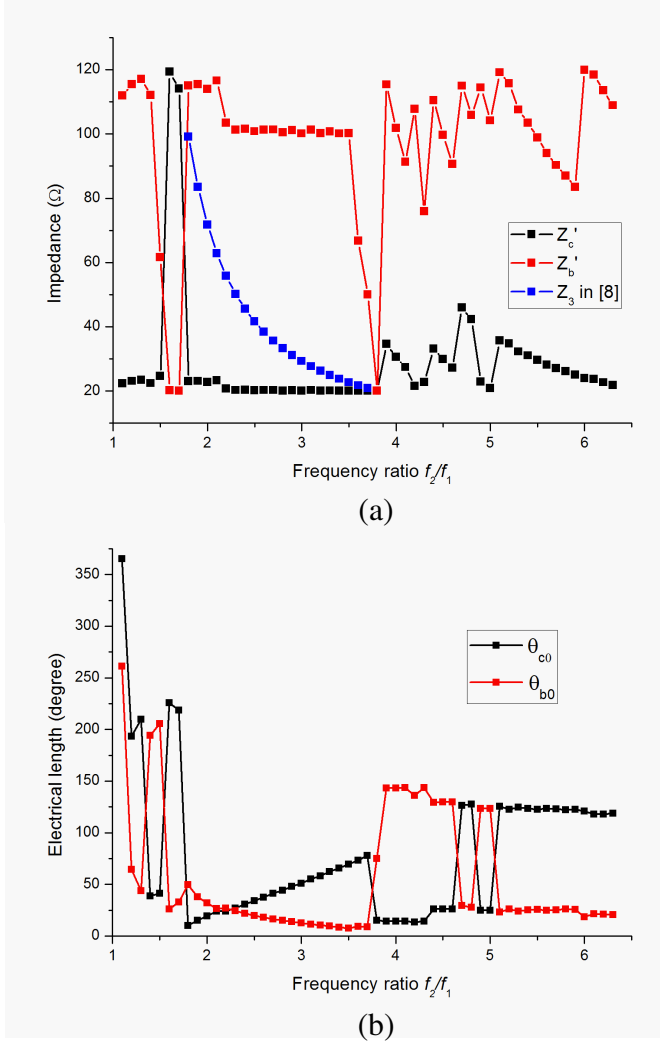 120
100
80
60
40
20
Impedance (Ω)
Z_c'
Z_b'
Z_3 in [8]
1 2 3 4 5 6
Frequency ratio f_2/f_1
(a)
350
300
250
200
150
100
50
0
Electrical length (degree)
θ_c0
θ_b0
1 2 3 4 5 6
Frequency ratio f_2/f_1
(b)